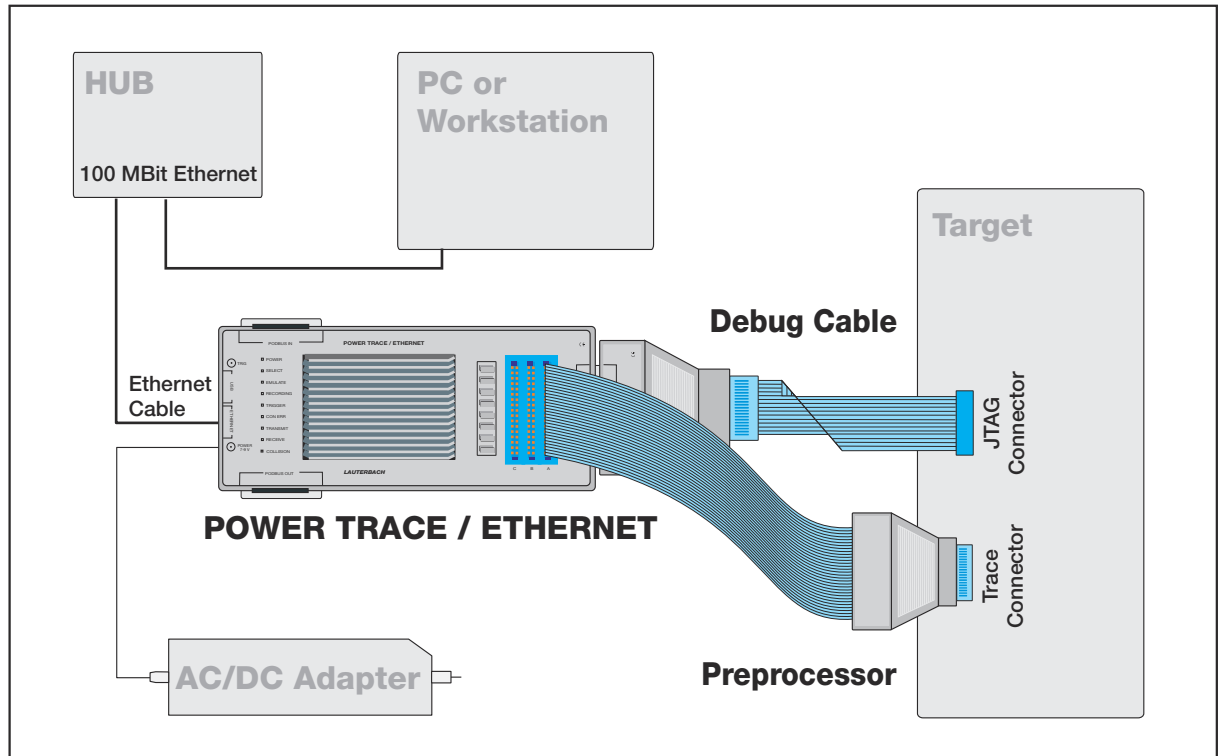 HUB
100 MBit Ethernet
PC or
Workstation
Target
Debug Cable
JTAG
Connector
Ethernet
Cable
PODBUS IN
POWER TRACE / ETHERNET
TRIG
POWER
SELECT
EMULATE
RECORDING
TRIGGER
CON ERR
TRANSMIT
RECEIVE
COLLISION
USB
ETHERNET
POWER
7-9 V
PODBUS OUT
LAUTERBACH
C B A
POWER TRACE / ETHERNET
Trace
Connector
Preprocessor
AC/DC Adapter